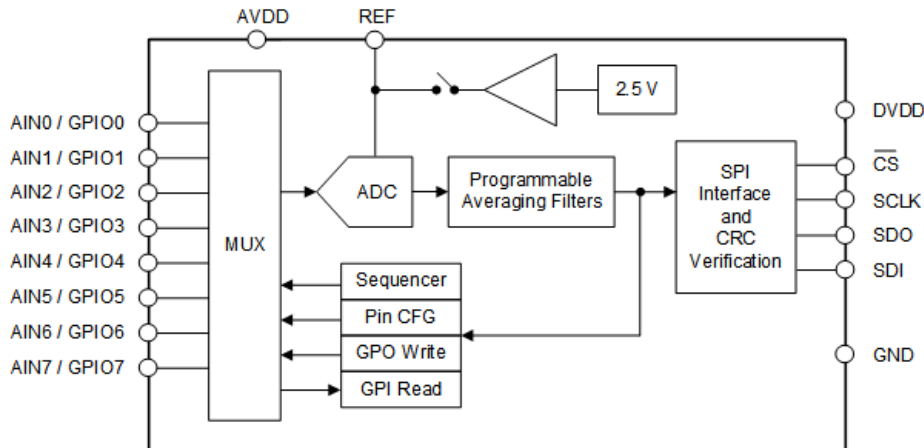 AVDD
REF
2.5 V
AIN0 / GPIO0
AIN1 / GPIO1
AIN2 / GPIO2
AIN3 / GPIO3
AIN4 / GPIO4
AIN5 / GPIO5
AIN6 / GPIO6
AIN7 / GPIO7
MUX
ADC
Programmable
Averaging Filters
Sequencer
Pin CFG
GPO Write
GPI Read
SPI
Interface
and
CRC
Verification
DVDD
CS
SCLK
SDO
SDI
GND